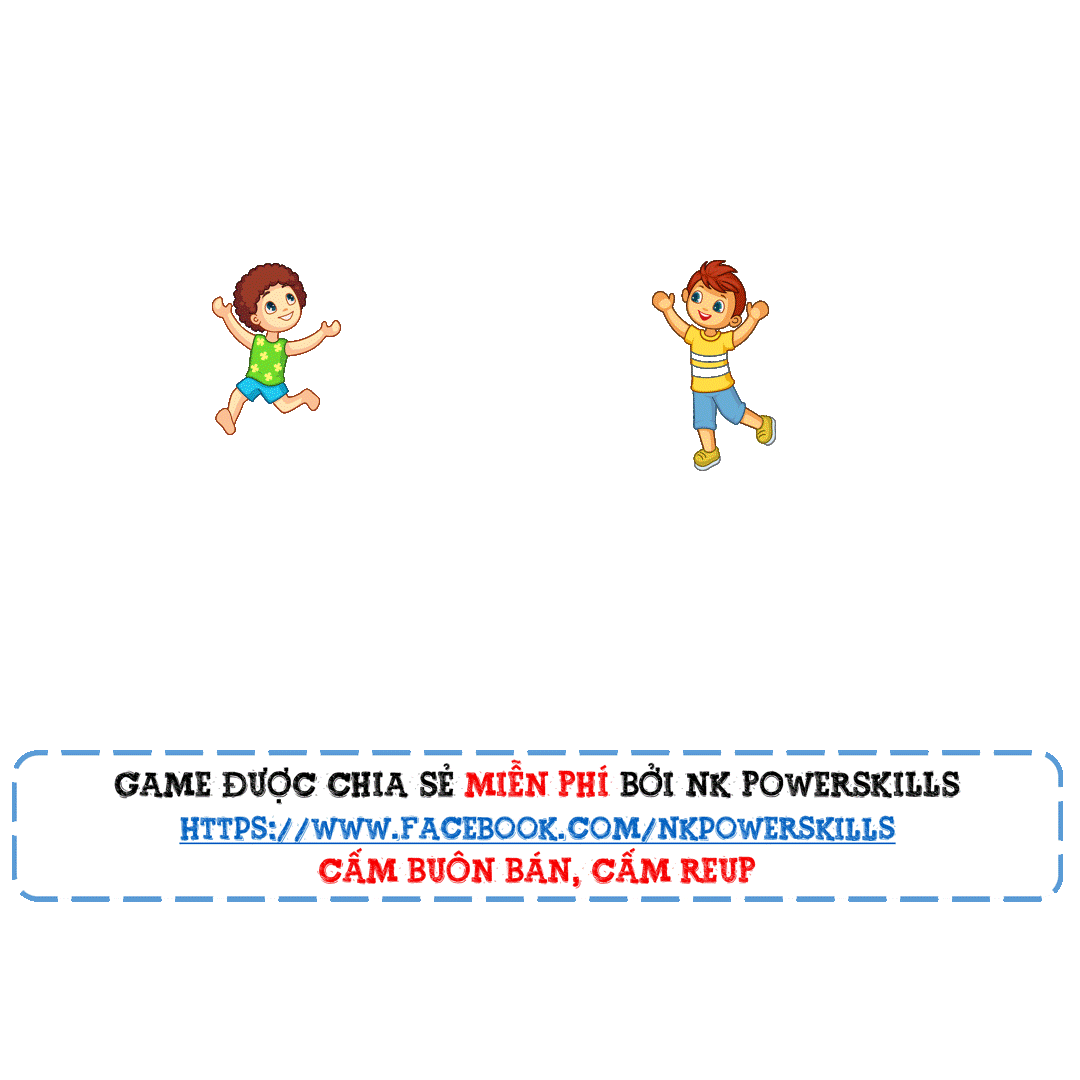 GAME ĐƯỢC CHIA SẺ MIỄN PHÍ BỞI NK POWERSKILLS
HTTPS://WWW.FACEBOOK.COM/NKPOWERSKILLS
CẤM BUÔN BÁN, CẤM REUP